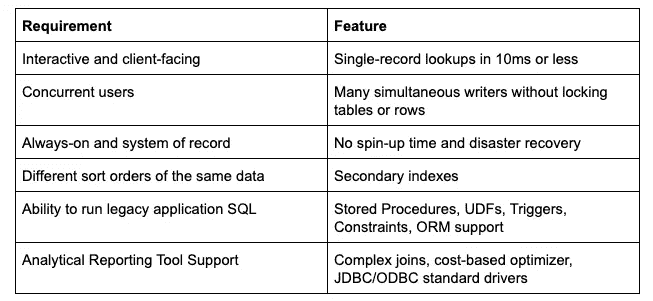 Requirement Feature
Interactive and client-facing Single-record lookups in 10ms or less
Concurrent users Many simultaneous writers without locking
tables or rows
Always-on and system of record No spin-up time and disaster recovery
Different sort orders of the same data Secondary indexes
Ability to run legacy application SQL Stored Procedures, UDFs, Triggers,
Constraints, ORM support
Analytical Reporting Tool Support Complex joins, cost-based optimizer,
JDBC/ODBC standard drivers